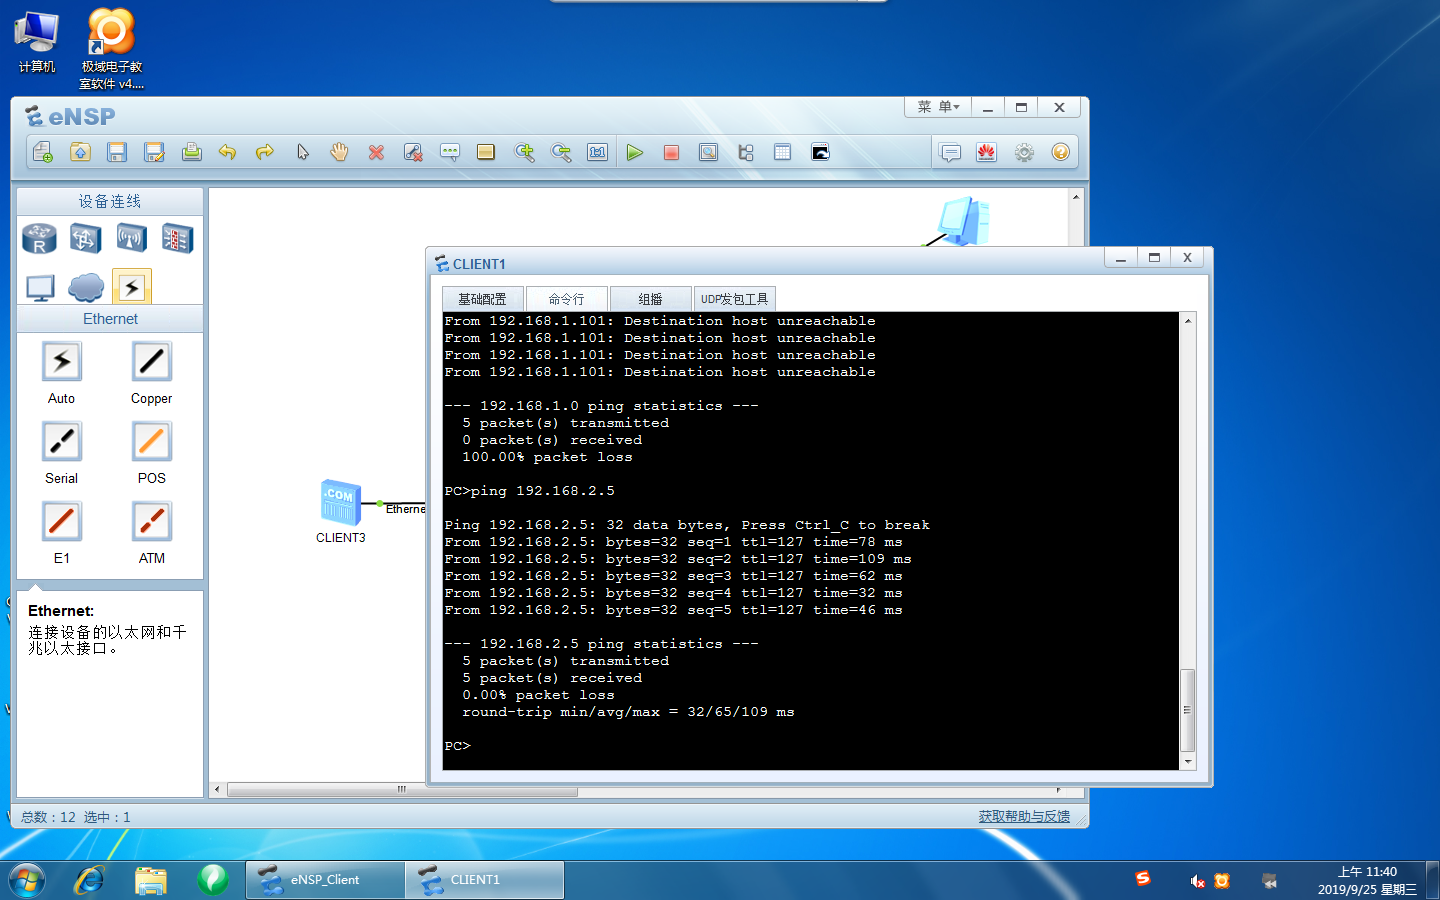 计算机
极域电子教
室软件 v4....
eNSP
菜 单
1:1
设备连线
R
Ethernet
Auto
Copper
Serial
POS
E1
ATM
Ethernet:
连接设备的以太网和千
兆以太接口。
.COM
CLIENT3
Etherne
CLIENT1
基础配置
命令行
组播
UDP发包工具
From 192.168.1.101: Destination host unreachable
From 192.168.1.101: Destination host unreachable
From 192.168.1.101: Destination host unreachable
From 192.168.1.101: Destination host unreachable
--- 192.168.1.0 ping statistics ---
5 packet(s) transmitted
0 packet(s) received
100.00% packet loss
PC>ping 192.168.2.5
Ping 192.168.2.5: 32 data bytes, Press Ctrl_C to break
From 192.168.2.5: bytes=32 seq=1 ttl=127 time=78 ms
From 192.168.2.5: bytes=32 seq=2 ttl=127 time=109 ms
From 192.168.2.5: bytes=32 seq=3 ttl=127 time=62 ms
From 192.168.2.5: bytes=32 seq=4 ttl=127 time=32 ms
From 192.168.2.5: bytes=32 seq=5 ttl=127 time=46 ms
--- 192.168.2.5 ping statistics ---
5 packet(s) transmitted
5 packet(s) received
0.00% packet loss
round-trip min/avg/max = 32/65/109 ms
PC>
总数：12 选中：1
获取帮助与反馈
eNSP_Client
CLIENT1
上午 11:40
2019/9/25 星期三